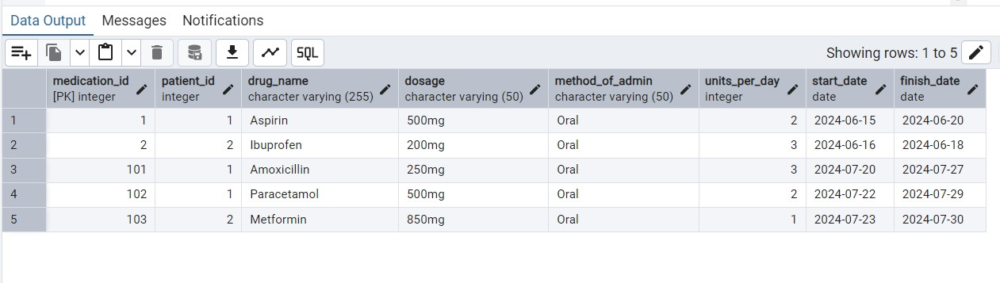 Data Output Messages Notifications
SQL Showing rows: 1 to 5
medication_id patient_id drug_name dosage method_of_admin units_per_day start_date finish_date
[PK] integer integer character varying (255) character varying (50) character varying (50) integer date date
1 1 1 Aspirin 500mg Oral 2 2024-06-15 2024-06-20
2 2 2 Ibuprofen 200mg Oral 3 2024-06-16 2024-06-18
3 101 1 Amoxicillin 250mg Oral 3 2024-07-20 2024-07-27
4 102 1 Paracetamol 500mg Oral 2 2024-07-22 2024-07-29
5 103 2 Metformin 850mg Oral 1 2024-07-23 2024-07-30